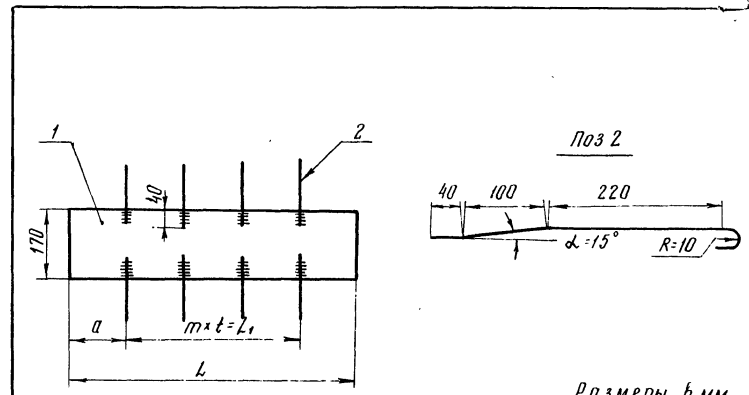 1
2
Поз 2
40
40
100
220
170
α=15°
R=10
a
m×t=L₁
L
Размеры в мм